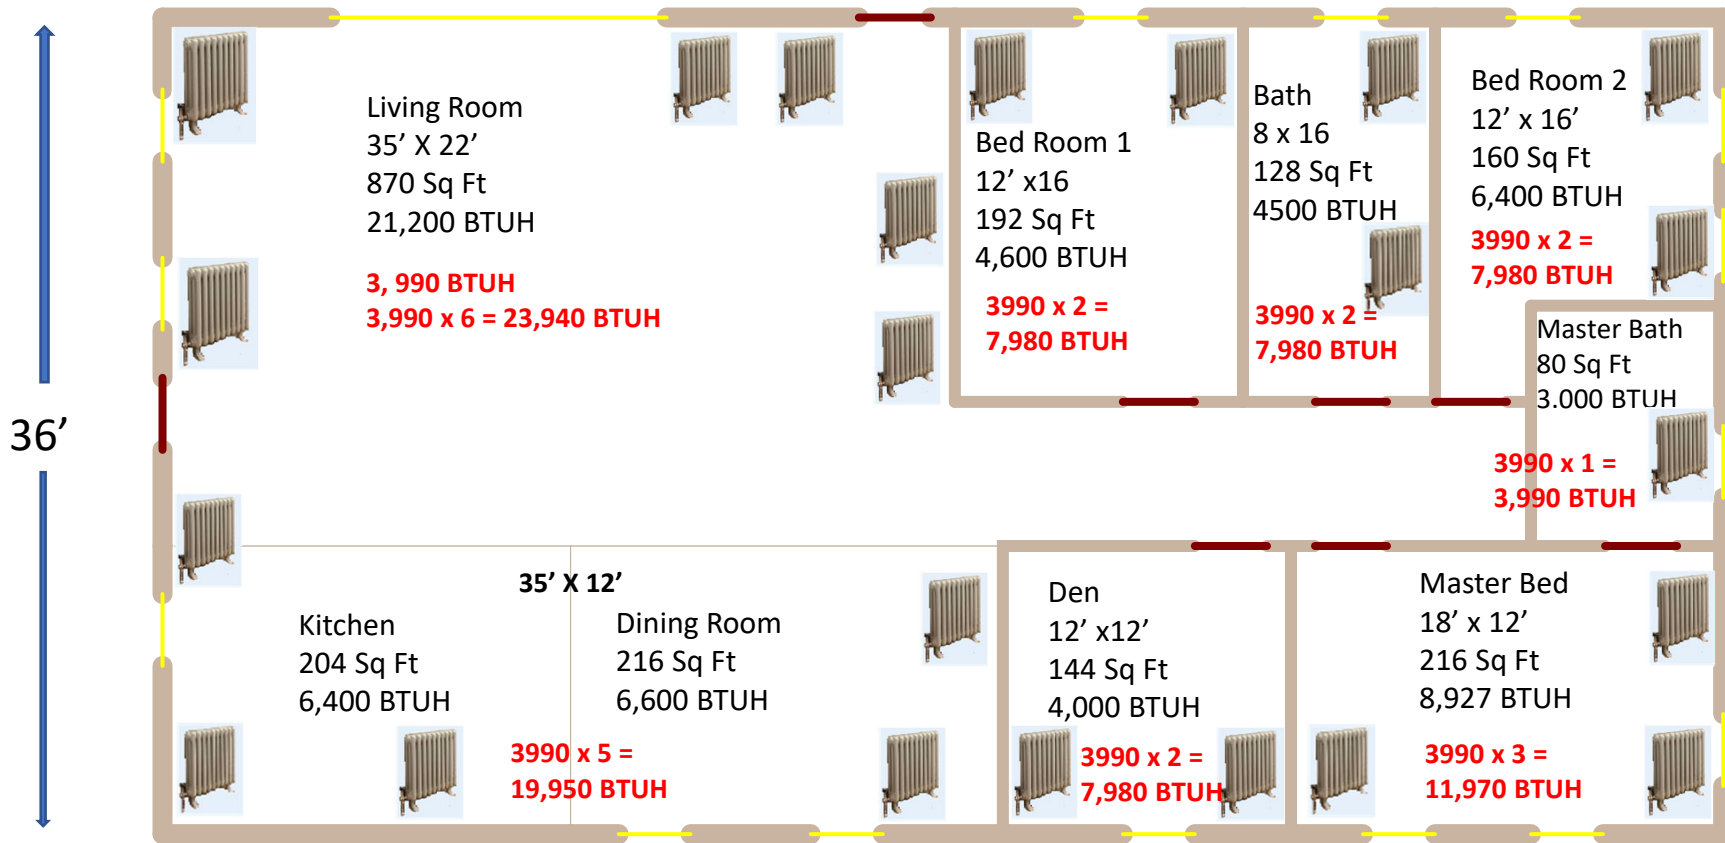 36’
Living Room
35’ X 22’
870 Sq Ft
21,200 BTUH
3, 990 BTUH
3,990 x 6 = 23,940 BTUH
Bed Room 1
12’ x16
192 Sq Ft
4,600 BTUH
3990 x 2 =
7,980 BTUH
Bath
8 x 16
128 Sq Ft
4500 BTUH
3990 x 2 =
7,980 BTUH
Bed Room 2
12’ x 16’
160 Sq Ft
6,400 BTUH
3990 x 2 =
7,980 BTUH
Master Bath
80 Sq Ft
3.000 BTUH
3990 x 1 =
3,990 BTUH
35’ X 12’
Kitchen
204 Sq Ft
6,400 BTUH
Dining Room
216 Sq Ft
6,600 BTUH
3990 x 5 =
19,950 BTUH
Den
12’ x12’
144 Sq Ft
4,000 BTUH
3990 x 2 =
7,980 BTUH
Master Bed
18’ x 12’
216 Sq Ft
8,927 BTUH
3990 x 3 =
11,970 BTUH